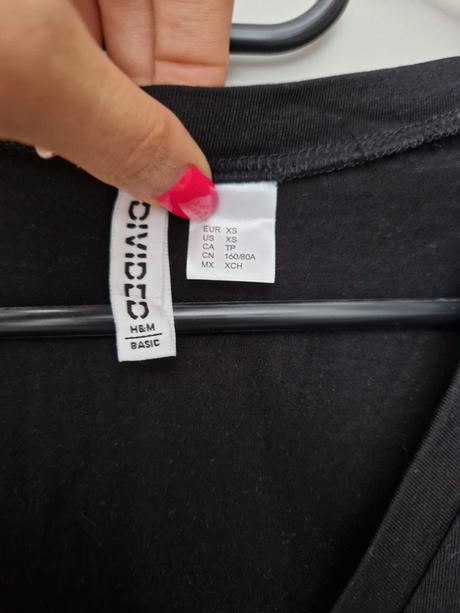 DIVIDED
H&M
BASIC
EUR XS
US XS
CA TP
CN 160/80A
MX XCH